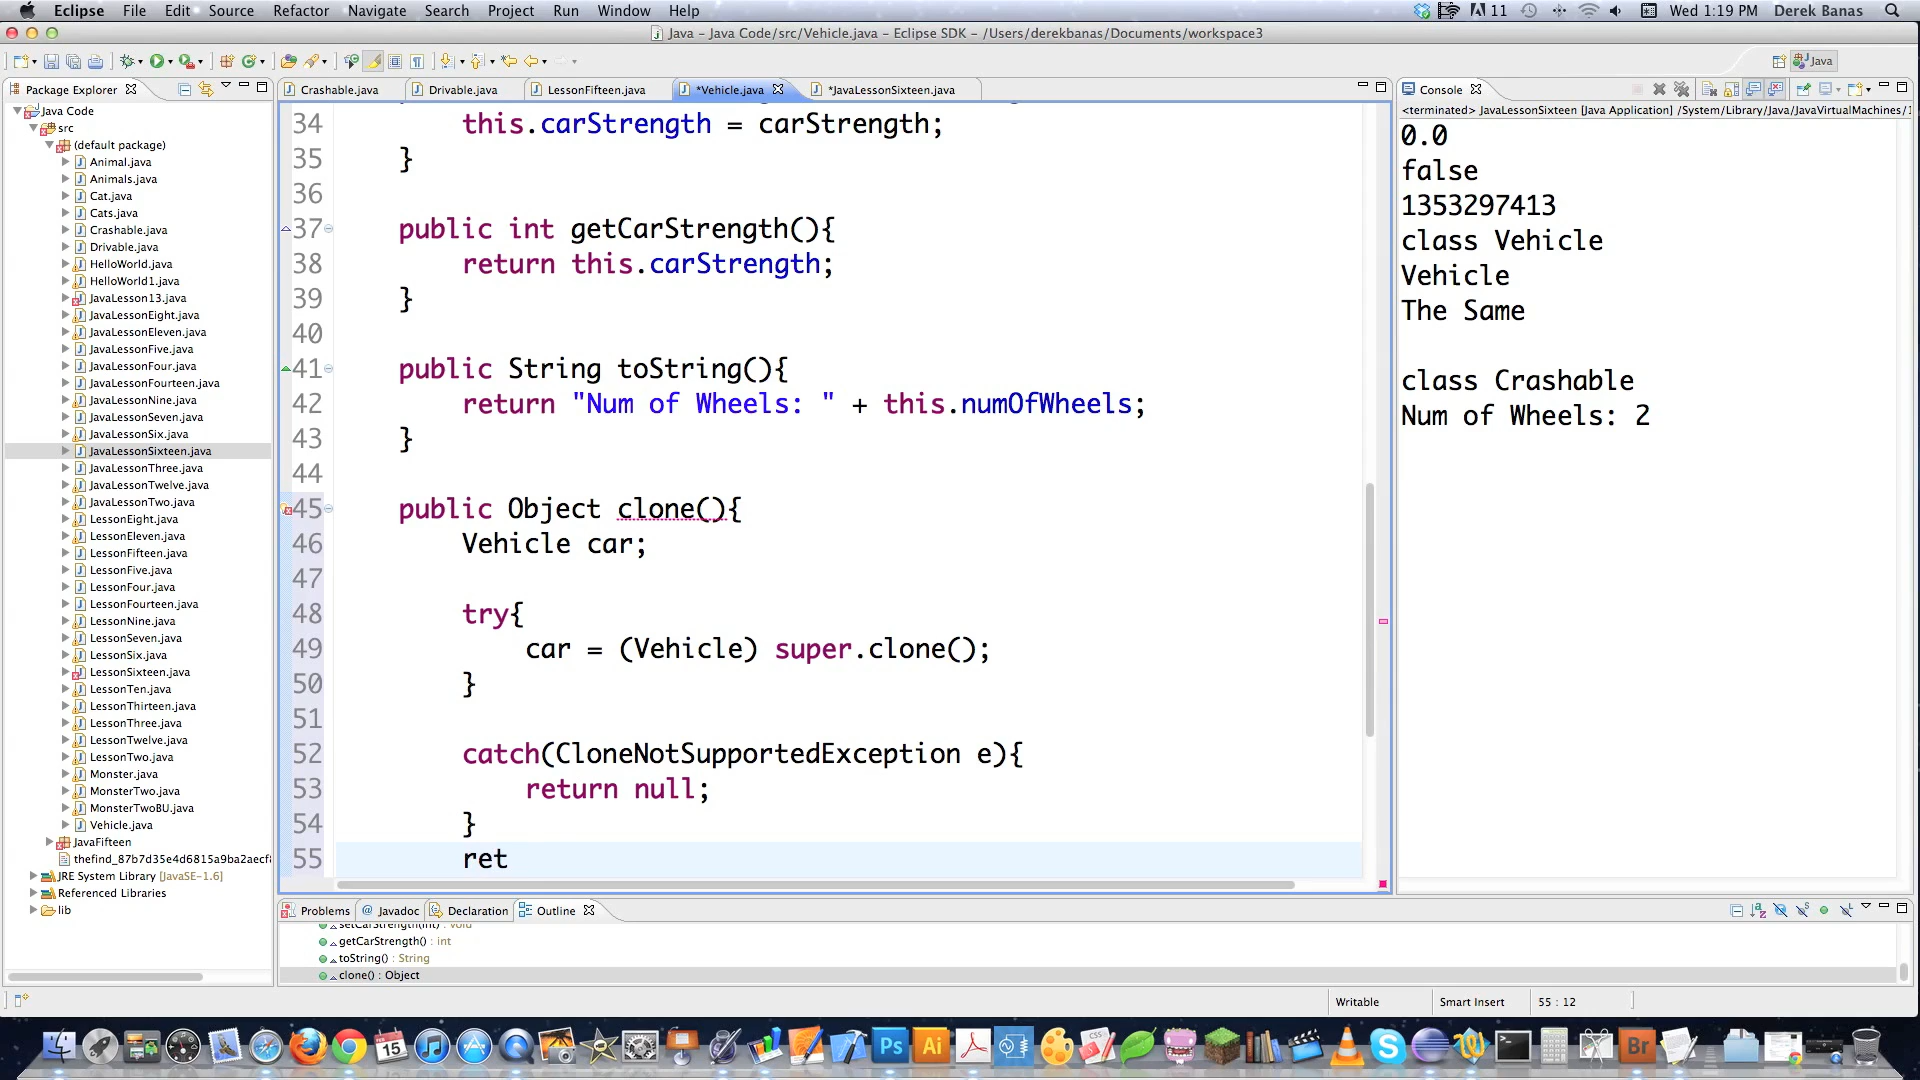 Eclipse File Edit Source Refactor Navigate Search Project Run Window Help
11 Wed 1:19 PM Derek Banas
Java – Java Code/src/Vehicle.java – Eclipse SDK – /Users/derekbanas/Documents/workspace3
Java
Package Explorer
Crashable.java Drivable.java LessonFifteen.java *Vehicle.java *JavaLessonSixteen.java
Java Code
src
(default package)
Animal.java
Animals.java
Cat.java
Cats.java
Crashable.java
Drivable.java
HelloWorld.java
HelloWorld1.java
JavaLesson13.java
JavaLessonEight.java
JavaLessonEleven.java
JavaLessonFive.java
JavaLessonFour.java
JavaLessonFourteen.java
JavaLessonNine.java
JavaLessonSeven.java
JavaLessonSix.java
JavaLessonSixteen.java
JavaLessonThree.java
JavaLessonTwelve.java
JavaLessonTwo.java
LessonEight.java
LessonEleven.java
LessonFifteen.java
LessonFive.java
LessonFour.java
LessonFourteen.java
LessonNine.java
LessonSeven.java
LessonSix.java
LessonSixteen.java
LessonTen.java
LessonThirteen.java
LessonThree.java
LessonTwelve.java
LessonTwo.java
Monster.java
MonsterTwo.java
MonsterTwoBU.java
Vehicle.java
JavaFifteen
thefind_87b7d35e4d6815a9ba2aecf8
JRE System Library [JavaSE-1.6]
Referenced Libraries
lib
34 this.carStrength = carStrength;
35 }
36
37 public int getCarStrength(){
38 return this.carStrength;
39 }
40
41 public String toString(){
42 return "Num of Wheels: " + this.numOfWheels;
43 }
44
45 public Object clone(){
46 Vehicle car;
47
48 try{
49 car = (Vehicle) super.clone();
50 }
51
52 catch(CloneNotSupportedException e){
53 return null;
54 }
55 ret
Console
<terminated> JavaLessonSixteen [Java Application] /System/Library/Java/JavaVirtualMachines/1
0.0
false
1353297413
class Vehicle
Vehicle
The Same
class Crashable
Num of Wheels: 2
Problems Javadoc Declaration Outline
setCarStrength(int) : void
getCarStrength() : int
toString() : String
clone() : Object
Writable Smart Insert 55 : 12
15
Ps
Ai
CSS
Br